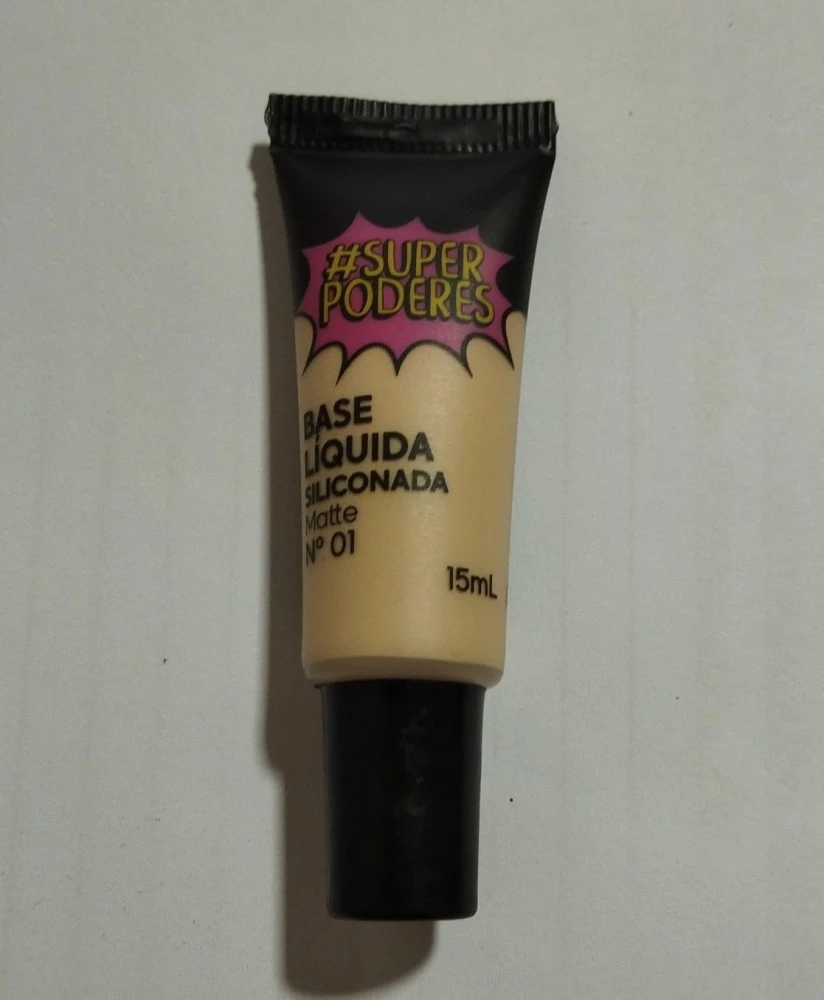 #SUPER
PODERES
BASE
LÍQUIDA
SILICONADA
Matte
Nº 01
15mL